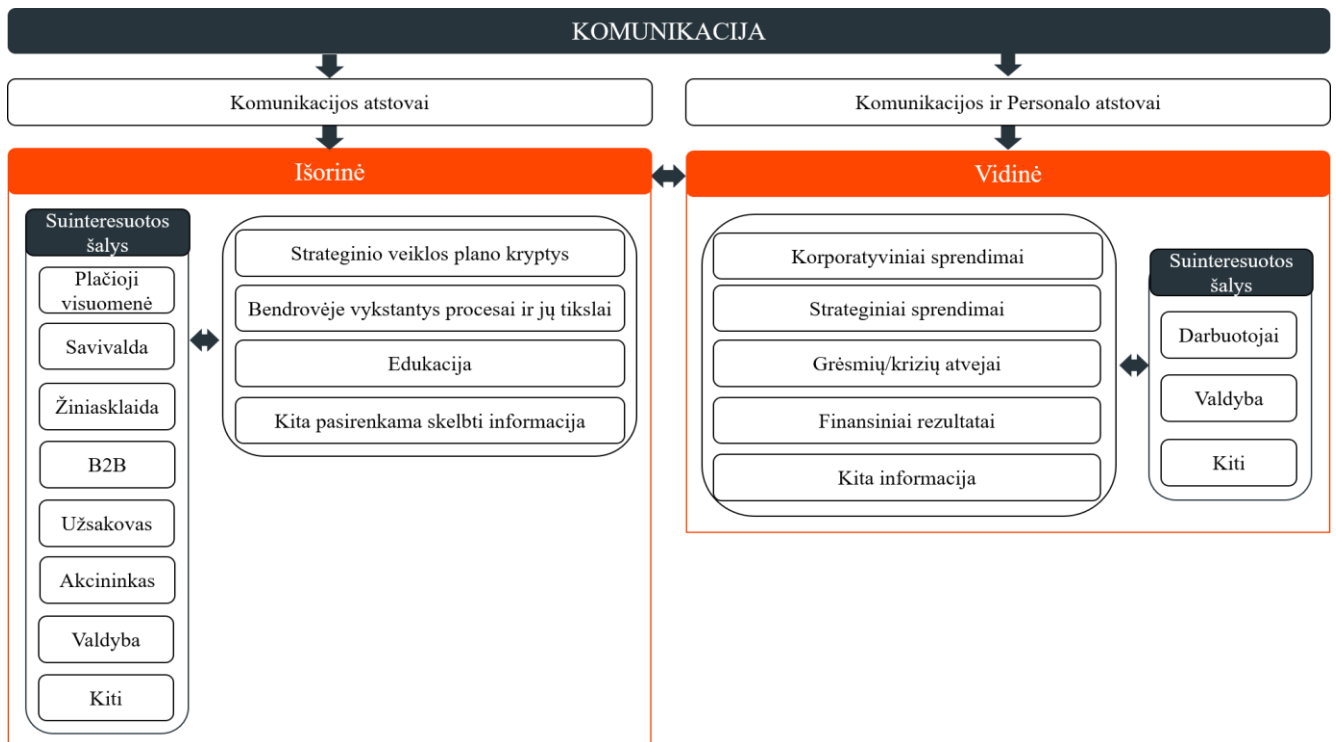 KOMUNIKACIJA
Komunikacijos atstovai
Komunikacijos ir Personalo atstovai
Išorinė
Vidinė
Suinteresuotos
šalys
Plačioji
visuomenė
Savivalda
Žiniasklaida
B2B
Užsakovas
Akcininkas
Valdyba
Kiti
Strateginio veiklos plano kryptys
Bendrovėje vykstantys procesai ir jų tikslai
Edukacija
Kita pasirenkama skelbti informacija
Korporatyviniai sprendimai
Strateginiai sprendimai
Grėsmių/krizių atvejai
Finansiniai rezultatai
Kita informacija
Suinteresuotos
šalys
Darbuotojai
Valdyba
Kiti